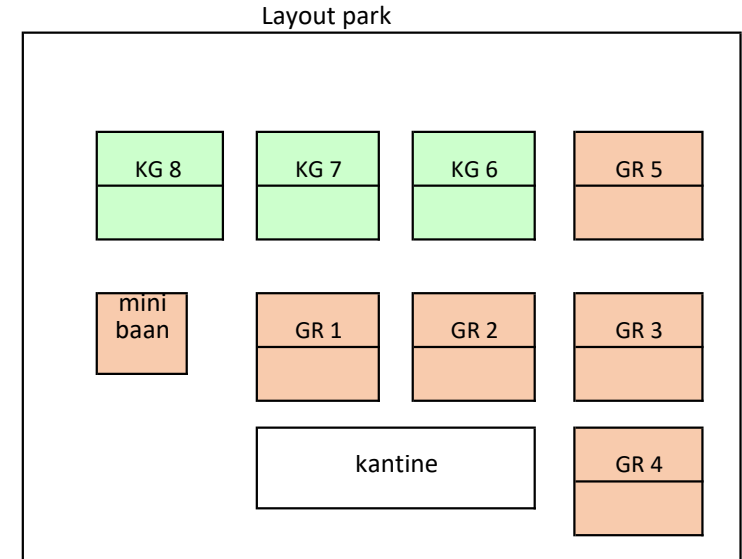 Layout park
KG 8
KG 7
KG 6
GR 5
mini
baan
GR 1
GR 2
GR 3
kantine
GR 4